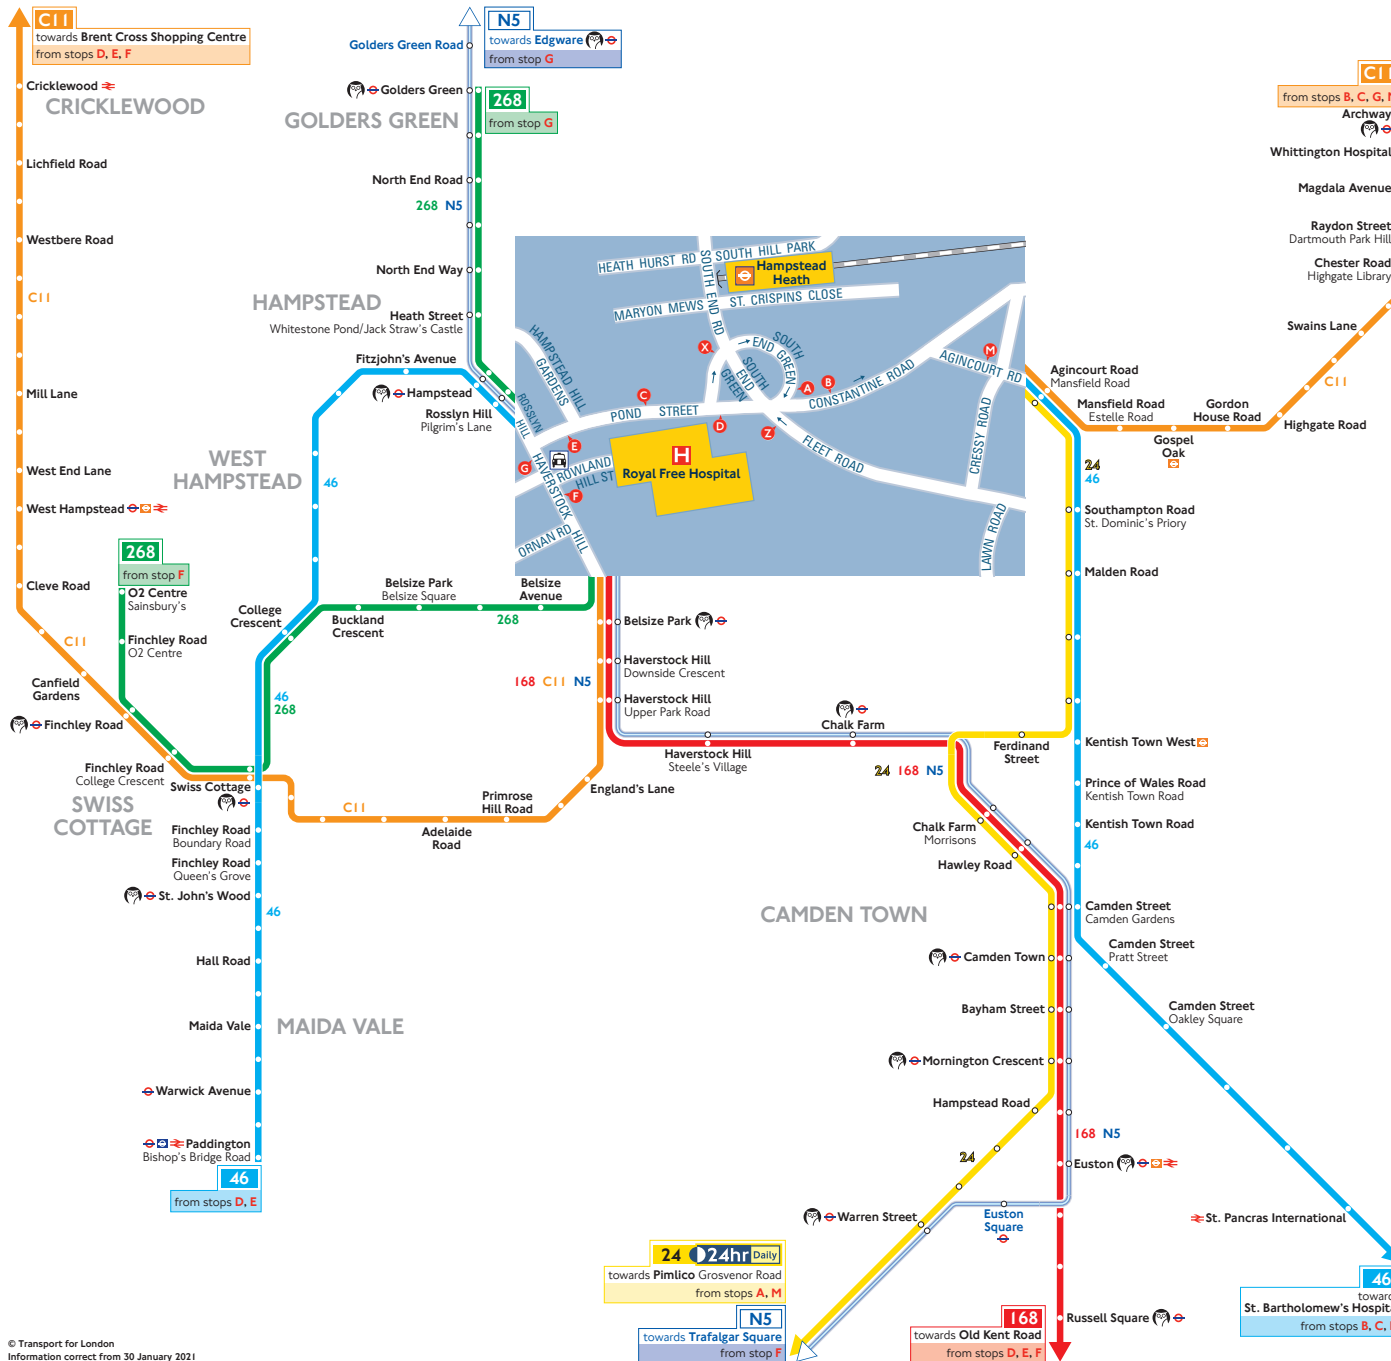 C11
towards Brent Cross Shopping Centre
from stops D, E, F
N5
towards Edgware
from stop G
Golders Green Road
Cricklewood
CRICKLEWOOD
Golders Green
GOLDERS GREEN
268
from stop G
C11
from stops B, C, G,
Archway
Whittington Hospital
Magdala Avenue
Raydon Street
Dartmouth Park Hill
Chester Road
Highgate Library
Swains Lane
C11
Highgate Road
Gordon
House Road
Gospel
Oak
Mansfield Road
Estelle Road
Agincourt Road
Mansfield Road
Lichfield Road
Westbere Road
C11
Mill Lane
West End Lane
West Hampstead
Cleve Road
C11
Canfield
Gardens
Finchley Road
North End Road
268 N5
North End Way
HAMPSTEAD
Heath Street
Whitestone Pond/Jack Straw's Castle
Fitzjohn's Avenue
Hampstead
Rosslyn Hill
Pilgrim's Lane
WEST
HAMPSTEAD
46
HEATH HURST RD
SOUTH HILL PARK
Hampstead
Heath
SOUTH END RD
MARYON MEWS
ST. CRISPINS CLOSE
HAMPSTEAD HILL
GARDENS
X
SOUTH
END GREEN
SOUTH
END
GREEN
A
B
CONSTANTINE ROAD
M
AGINCOURT RD
C
POND STREET
D
Z
FLEET ROAD
CRESSY ROAD
LAWN ROAD
ROSSLYN
HILL
E
G
H
Royal Free Hospital
ROWLAND
HILL ST
F
HAVERSTOCK HILL
ORNAN RD
24
46
Southampton Road
St. Dominic's Priory
Malden Road
268
from stop F
O2 Centre
Sainsbury's
Finchley Road
O2 Centre
College
Crescent
Buckland
Crescent
Belsize Park
Belsize Square
268
Belsize
Avenue
46
268
Belsize Park
Haverstock Hill
Downside Crescent
168 C11 N5
Haverstock Hill
Upper Park Road
Haverstock Hill
Steele's Village
Chalk Farm
Ferdinand
Street
24 168 N5
Kentish Town West
Prince of Wales Road
Kentish Town Road
Kentish Town Road
46
Finchley Road
College Crescent
Swiss Cottage
SWISS
COTTAGE
C11
Adelaide
Road
Primrose
Hill Road
England's Lane
Finchley Road
Boundary Road
Finchley Road
Queen's Grove
St. John's Wood
46
Hall Road
Maida Vale
MAIDA VALE
Warwick Avenue
Paddington
Bishop's Bridge Road
46
from stops D, E
Chalk Farm
Morrisons
Hawley Road
CAMDEN TOWN
Camden Town
Bayham Street
Mornington Crescent
Hampstead Road
24
Warren Street
Camden Street
Camden Gardens
Camden Street
Pratt Street
Camden Street
Oakley Square
168 N5
Euston
Euston
Square
St. Pancras International
24 24hr Daily
towards Pimlico Grosvenor Road
from stops A, M
N5
towards Trafalgar Square
from stop F
168
towards Old Kent Road
from stops D, E, F
Russell Square
46
St. Bartholomew's
from stops B, C,
© Transport for London
Information correct from 30 January 2021